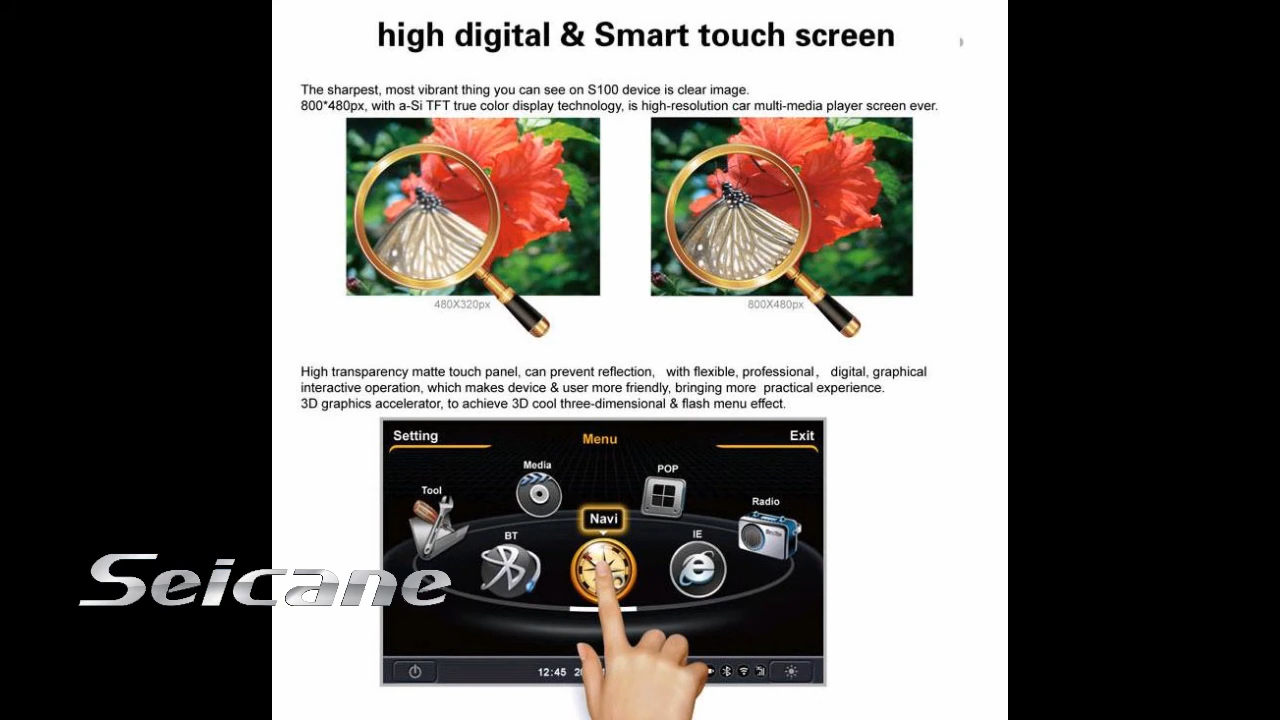 high digital & Smart touch screen
The sharpest, most vibrant thing you can see on S100 device is clear image.
800*480px, with a-Si TFT true color display technology, is high-resolution car multi-media player screen ever.
480X320px
800X480px
High transparency matte touch panel, can prevent reflection, with flexible, professional, digital, graphical
interactive operation, which makes device & user more friendly, bringing more practical experience.
3D graphics accelerator, to achieve 3D cool three-dimensional & flash menu effect.
Setting
Menu
Exit
Media
POP
Tool
Radio
Navi
BT
IE
Seicane
12:45